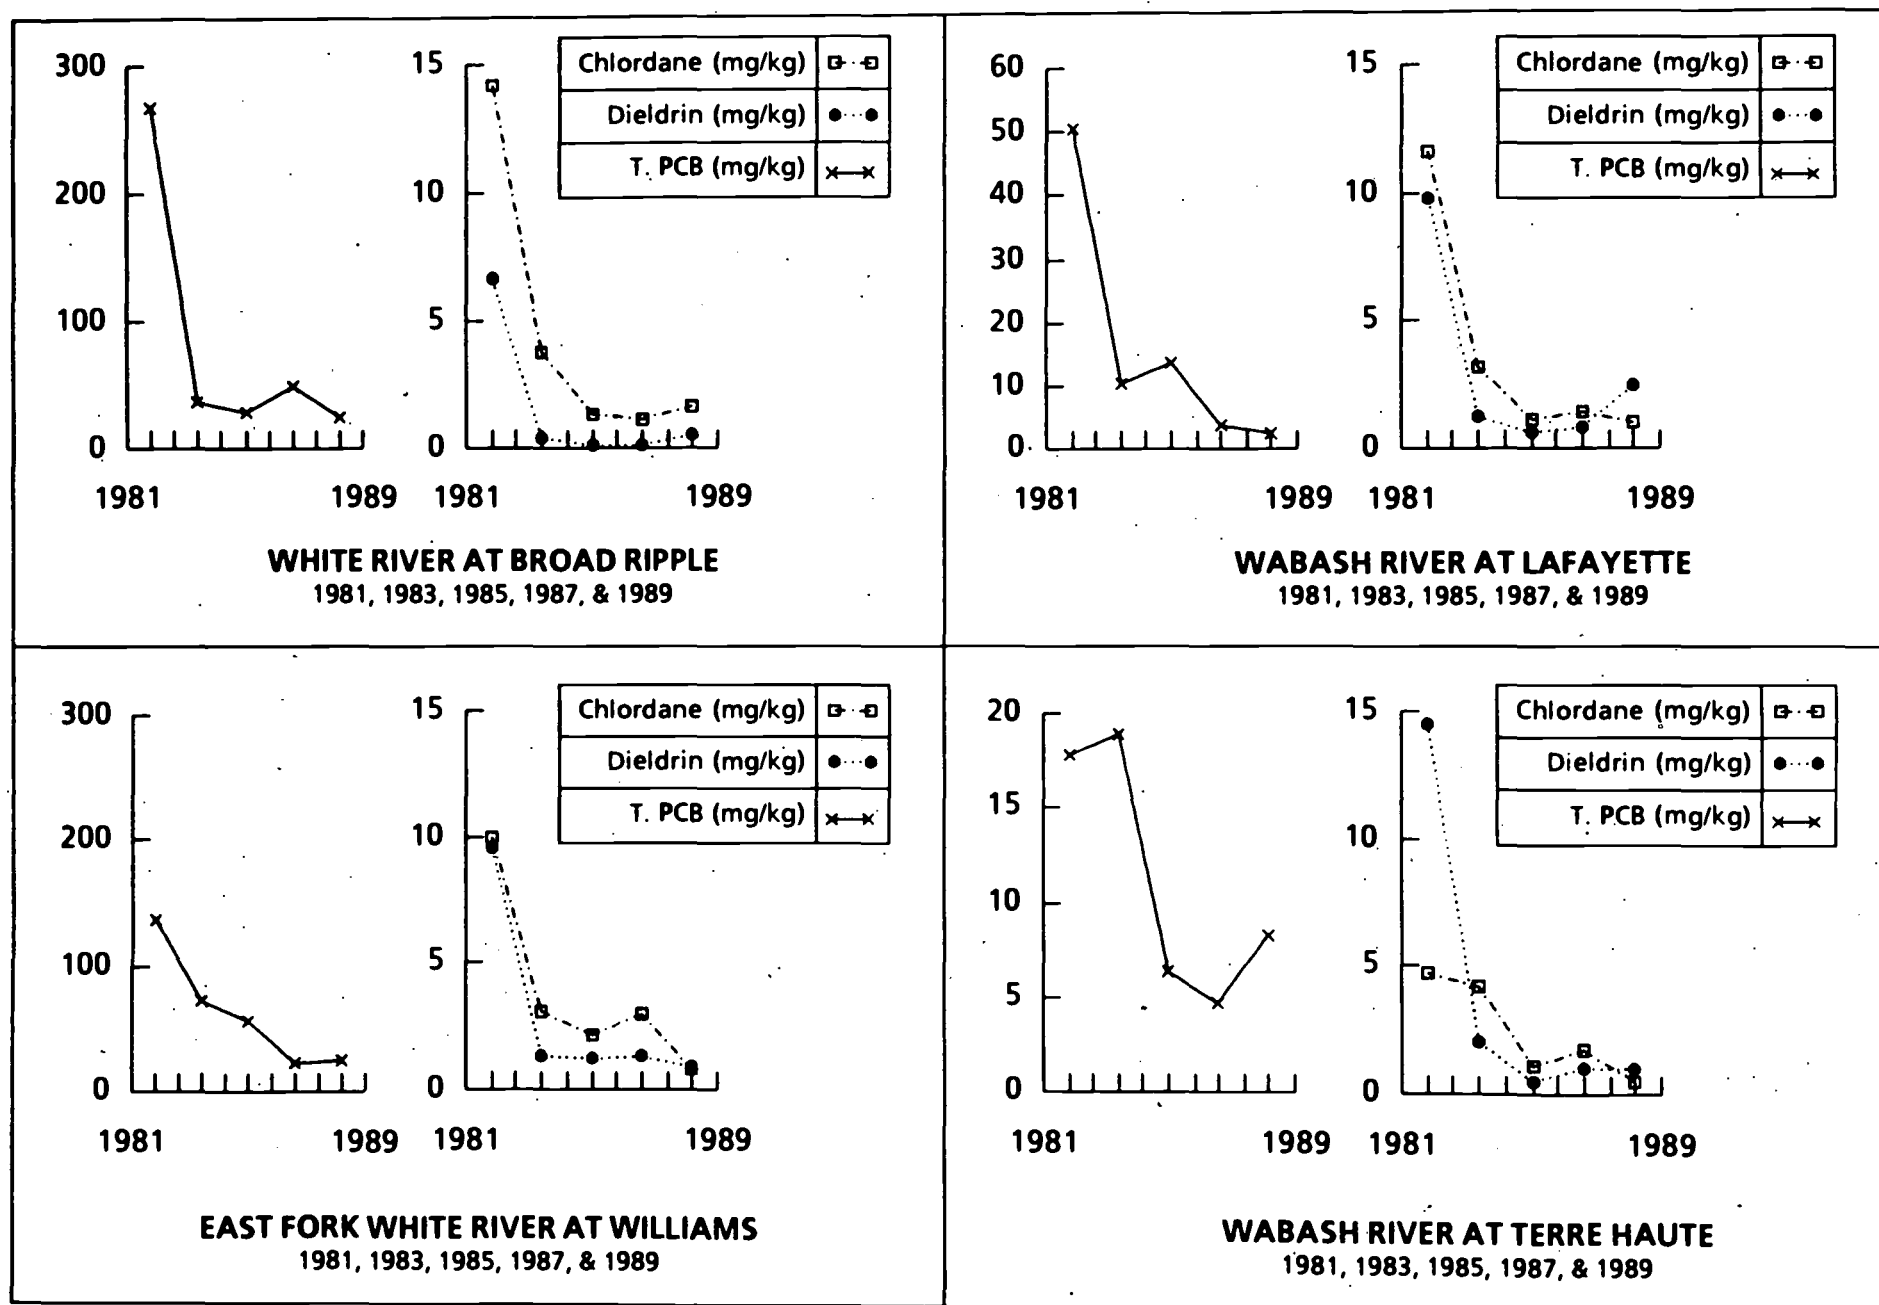 300
200
100
0
1981 1989
15
10
5
0
1981 1989
Chlordane (mg/kg)
Dieldrin (mg/kg)
T. PCB (mg/kg)
WHITE RIVER AT BROAD RIPPLE
1981, 1983, 1985, 1987, & 1989
60
50
40
30
20
10
0
1981 1989
15
10
5
0
1981 1989
Chlordane (mg/kg)
Dieldrin (mg/kg)
T. PCB (mg/kg)
WABASH RIVER AT LAFAYETTE
1981, 1983, 1985, 1987, & 1989
300
200
100
0
1981 1989
15
10
5
0
1981 1989
Chlordane (mg/kg)
Dieldrin (mg/kg)
T. PCB (mg/kg)
EAST FORK WHITE RIVER AT WILLIAMS
1981, 1983, 1985, 1987, & 1989
20
15
10
5
0
1981 1989
15
10
5
0
1981 1989
Chlordane (mg/kg)
Dieldrin (mg/kg)
T. PCB (mg/kg)
WABASH RIVER AT TERRE HAUTE
1981, 1983, 1985, 1987, & 1989